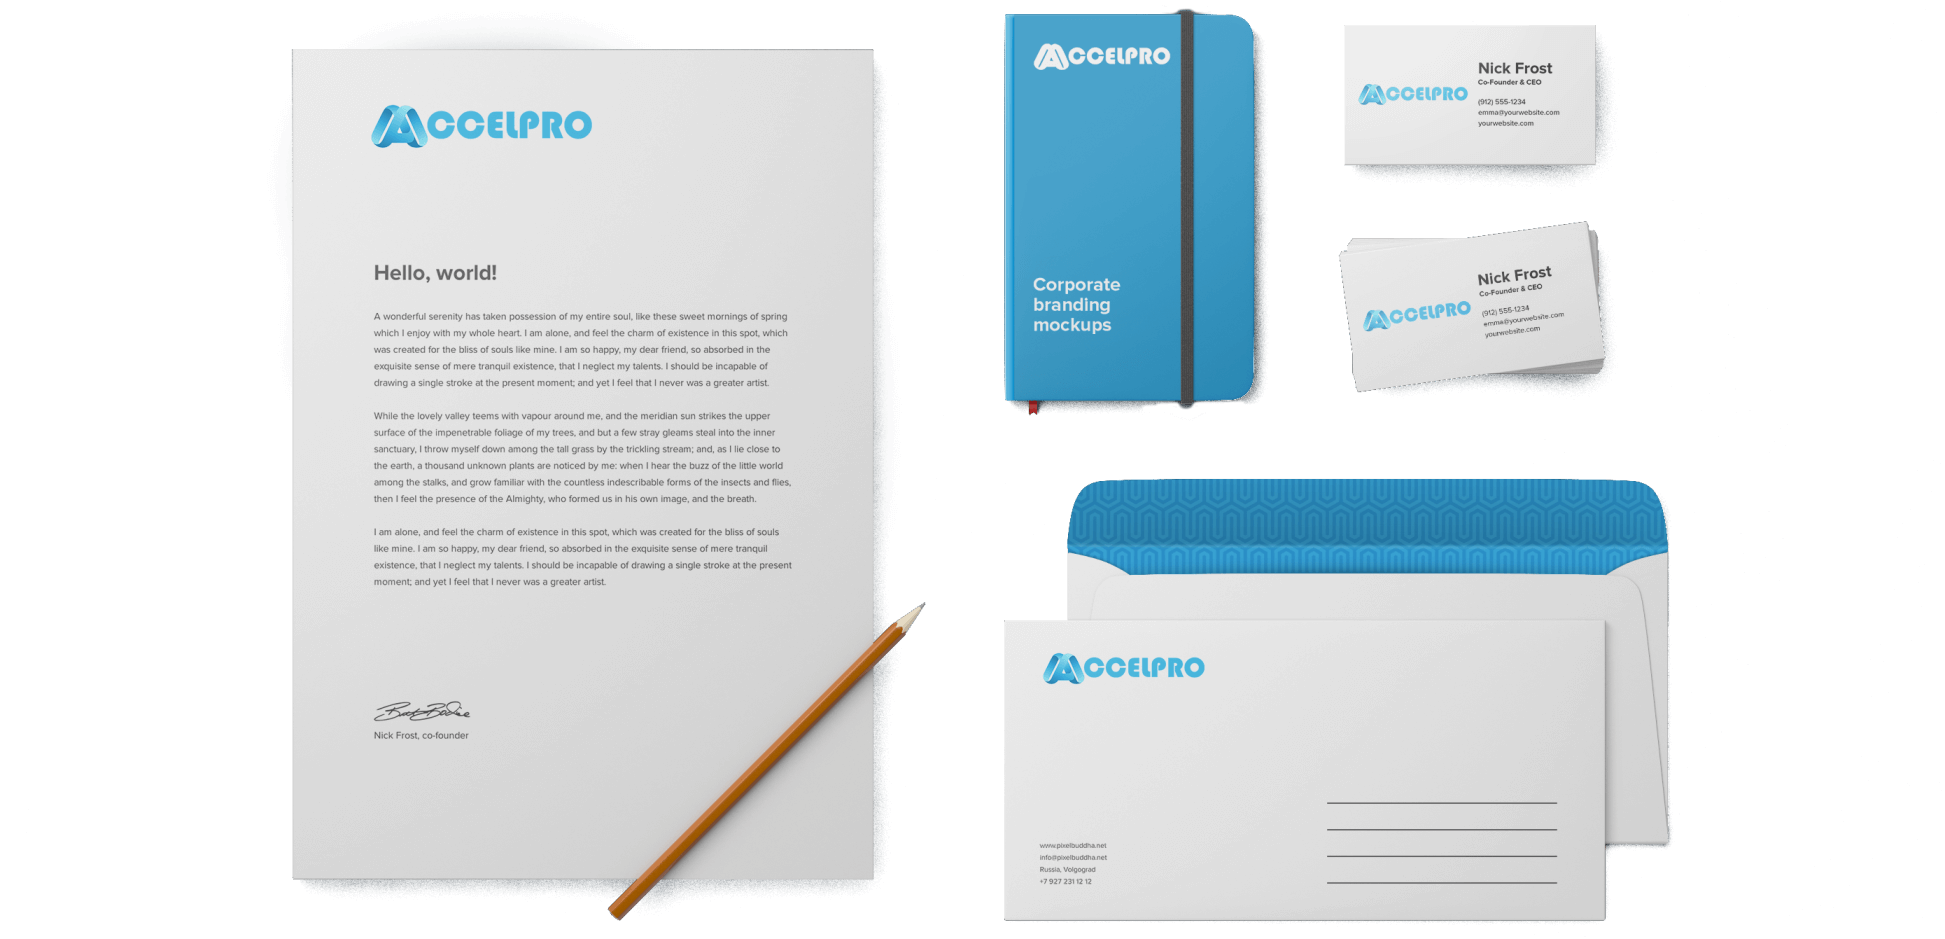 ACCELPRO
Hello, world!
A wonderful serenity has taken possession of my entire soul, like these sweet mornings of spring
which I enjoy with my whole heart. I am alone, and feel the charm of existence in this spot, which
was created for the bliss of souls like mine. I am so happy, my dear friend, so absorbed in the
exquisite sense of mere tranquil existence, that I neglect my talents. I should be incapable of
drawing a single stroke at the present moment; and yet I feel that I never was a greater artist.
While the lovely valley teems with vapour around me, and the meridian sun strikes the upper
surface of the impenetrable foliage of my trees, and but a few stray gleams steal into the inner
sanctuary, I throw myself down among the tall grass by the trickling stream; and, as I lie close to
the earth, a thousand unknown plants are noticed by me: when I hear the buzz of the little world
among the stalks, and grow familiar with the countless indescribable forms of the insects and flies,
then I feel the presence of the Almighty, who formed us in his own image, and the breath.
I am alone, and feel the charm of existence in this spot, which was created for the bliss of souls
like mine. I am so happy, my dear friend, so absorbed in the exquisite sense of mere tranquil
existence, that I neglect my talents. I should be incapable of drawing a single stroke at the present
moment; and yet I feel that I never was a greater artist.
Nick Frost, co-founder
ACCELPRO
Corporate
branding
mockups
ACCELPRO
Nick Frost
Co-Founder & CEO
(912) 555-1234
emma@yourwebsite.com
yourwebsite.com
ACCELPRO
Nick Frost
Co-Founder & CEO
(912) 555-1234
emma@yourwebsite.com
yourwebsite.com
ACCELPRO
www.pixelbuddha.net
info@pixelbuddha.net
Russia, Volgograd
+7 927 231 12 12